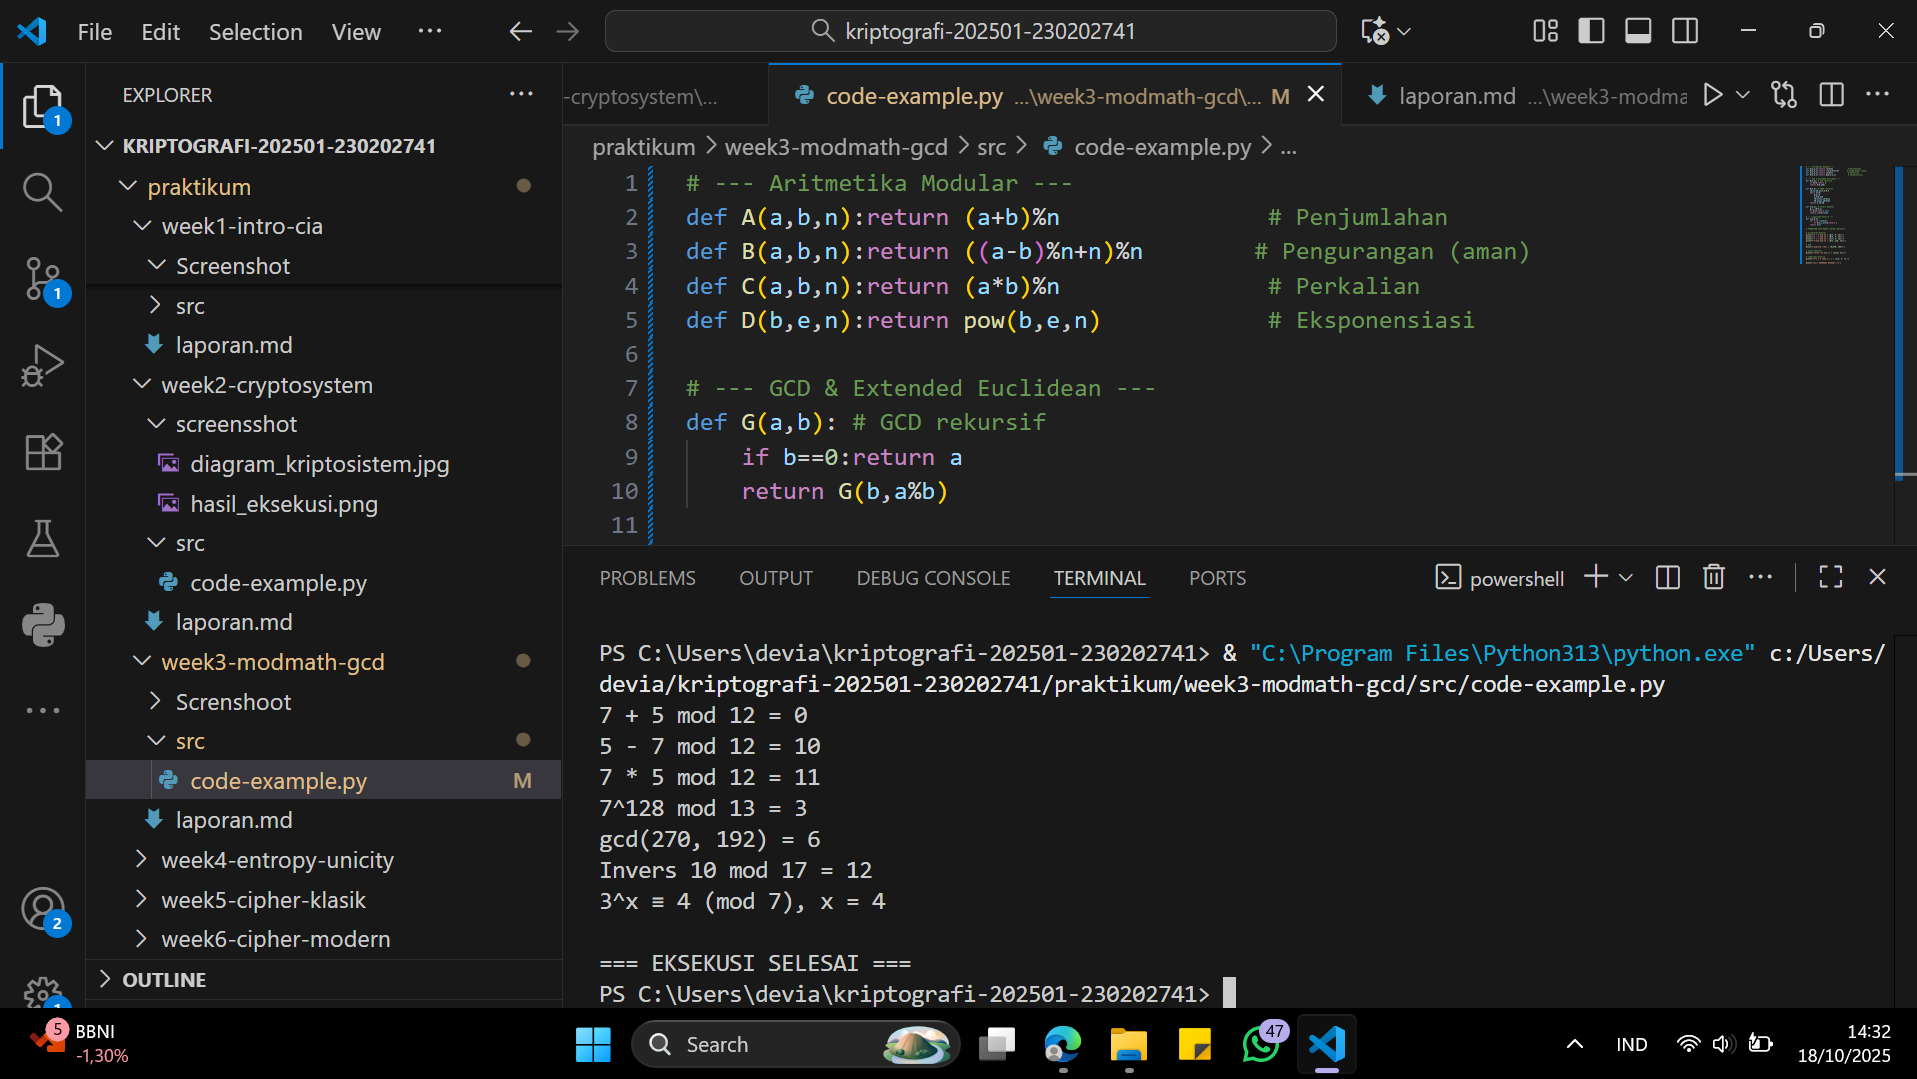 File Edit Selection View ... kriptografi-202501-230202741
EXPLORER ...
KRIPTOGRAFI-202501-230202741
praktikum
week1-intro-cia
Screenshot
src
laporan.md
week2-cryptosystem
screensshot
diagram_kriptosistem.jpg
hasil_eksekusi.png
src
code-example.py
laporan.md
week3-modmath-gcd
Screnshoot
src
code-example.py M
laporan.md
week4-entropy-unicity
week5-cipher-klasik
week6-cipher-modern
OUTLINE
1
1
2
1
-cryptosystem\... code-example.py ...\week3-modmath-gcd\... M laporan.md ...\week3-modma
praktikum > week3-modmath-gcd > src > code-example.py > ...
1 # --- Aritmetika Modular ---
2 def A(a,b,n):return (a+b)%n # Penjumlahan
3 def B(a,b,n):return ((a-b)%n+n)%n # Pengurangan (aman)
4 def C(a,b,n):return (a*b)%n # Perkalian
5 def D(b,e,n):return pow(b,e,n) # Eksponensiasi
6
7 # --- GCD & Extended Euclidean ---
8 def G(a,b): # GCD rekursif
9 if b==0:return a
10 return G(b,a%b)
11
PROBLEMS OUTPUT DEBUG CONSOLE TERMINAL PORTS powershell
PS C:\Users\devia\kriptografi-202501-230202741> & "C:\Program Files\Python313\python.exe" c:/Users/
devia/kriptografi-202501-230202741/praktikum/week3-modmath-gcd/src/code-example.py
7 + 5 mod 12 = 0
5 - 7 mod 12 = 10
7 * 5 mod 12 = 11
7^128 mod 13 = 3
gcd(270, 192) = 6
Invers 10 mod 17 = 12
3^x ≡ 4 (mod 7), x = 4
=== EKSEKUSI SELESAI ===
PS C:\Users\devia\kriptografi-202501-230202741>
5 BBNI
-1,30%
Search
47
IND
14:32
18/10/2025